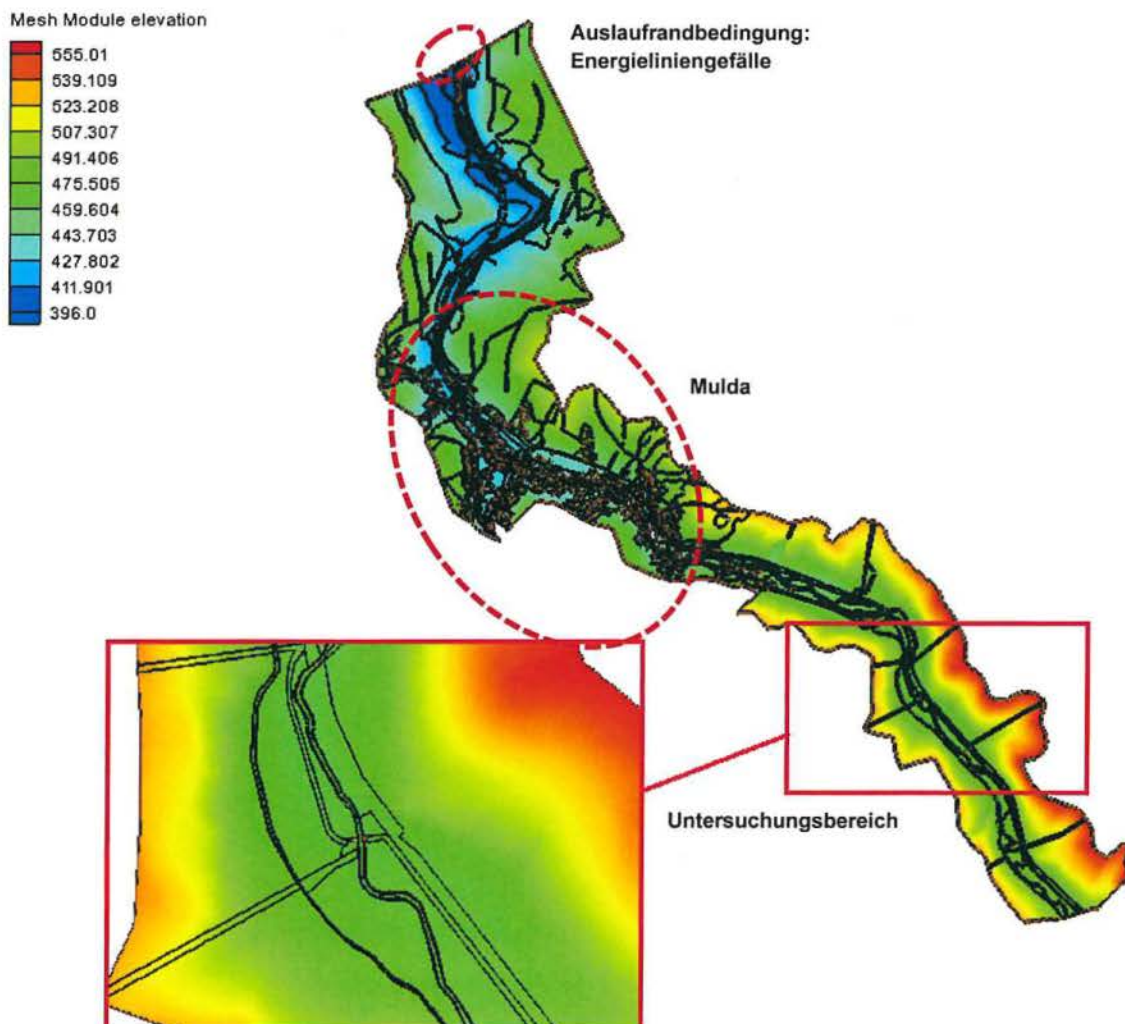 Mesh Module elevation
555.01
539.109
523.208
507.307
491.406
475.505
459.604
443.703
427.802
411.901
396.0
Auslaufrandbedingung:
Energieliniengefälle
Mulda
Untersuchungsbereich